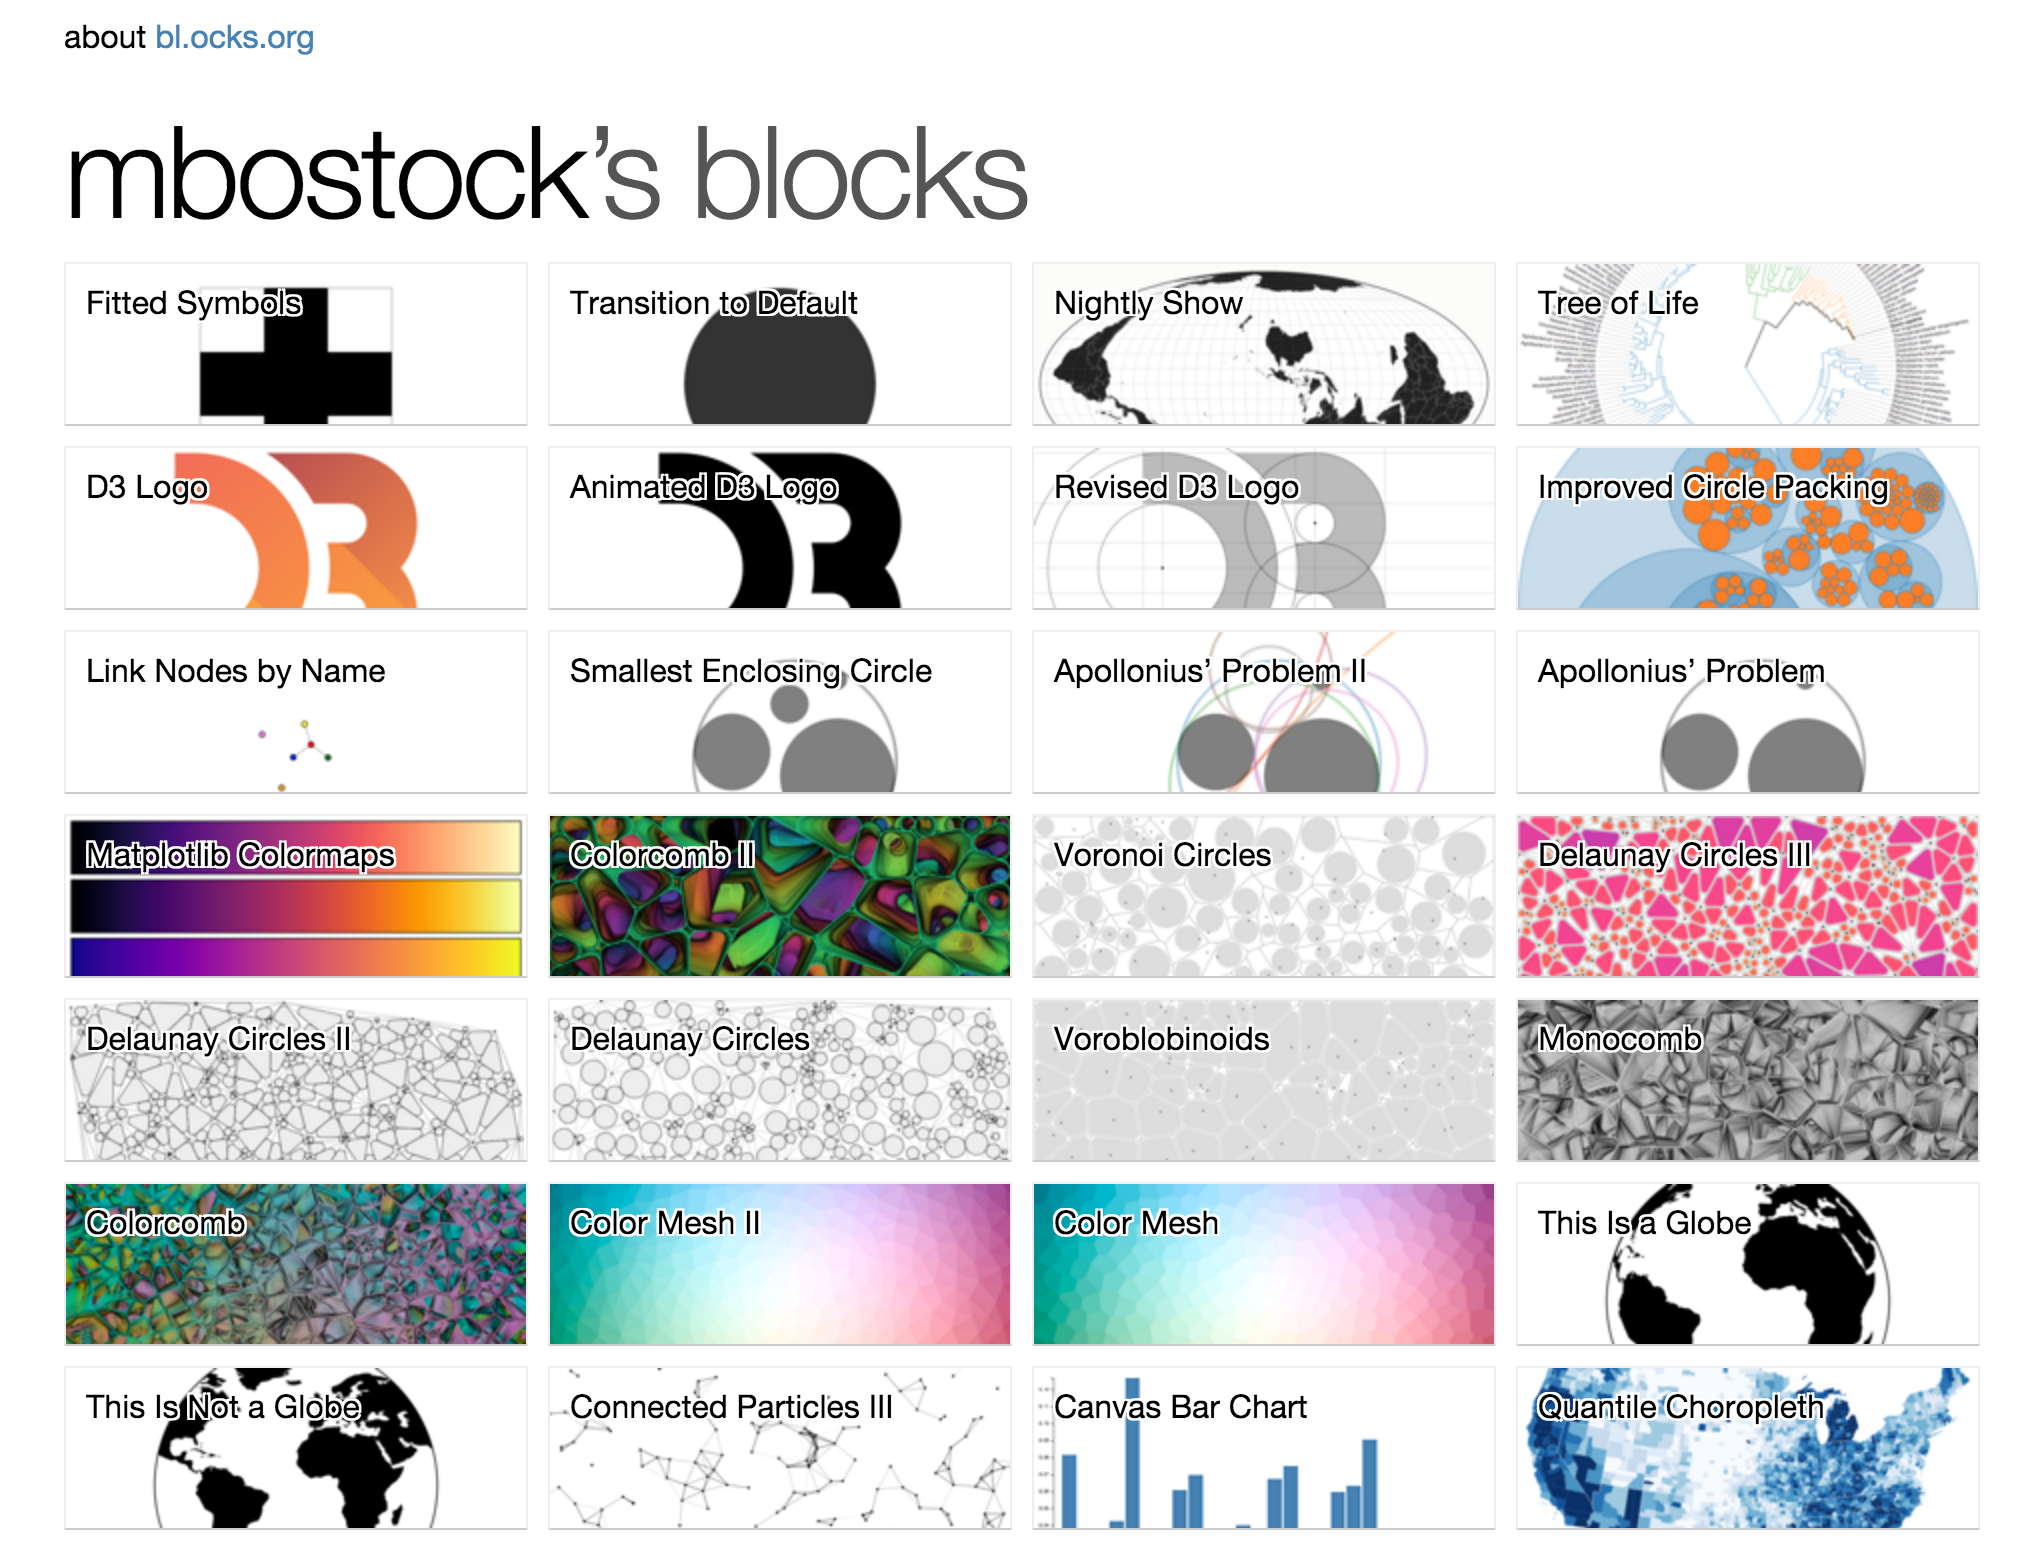 about bl.ocks.org
mbostock’s blocks
Fitted Symbols
Transition to Default
Nightly Show
Tree of Life
D3 Logo
Animated D3 Logo
Revised D3 Logo
Improved Circle Packing
Link Nodes by Name
Smallest Enclosing Circle
Apollonius’ Problem II
Apollonius’ Problem
Matplotlib Colormaps
Colorcomb II
Voronoi Circles
Delaunay Circles III
Delaunay Circles II
Delaunay Circles
Voroblobinoids
Monocomb
Colorcomb
Color Mesh II
Color Mesh
This Is a Globe
This Is Not a Globe
Connected Particles III
Canvas Bar Chart
Quantile Choropleth